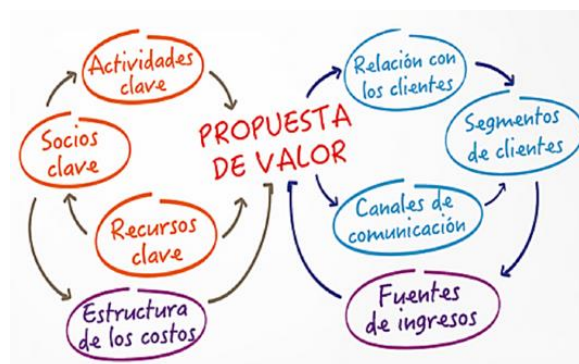 Actividades
clave
Socios
clave
Recursos
clave
Estructura
de los costos
PROPUESTA
DE VALOR
Relación con
los clientes
Segmentos
de clientes
Canales de
comunicación
Fuentes
de ingresos